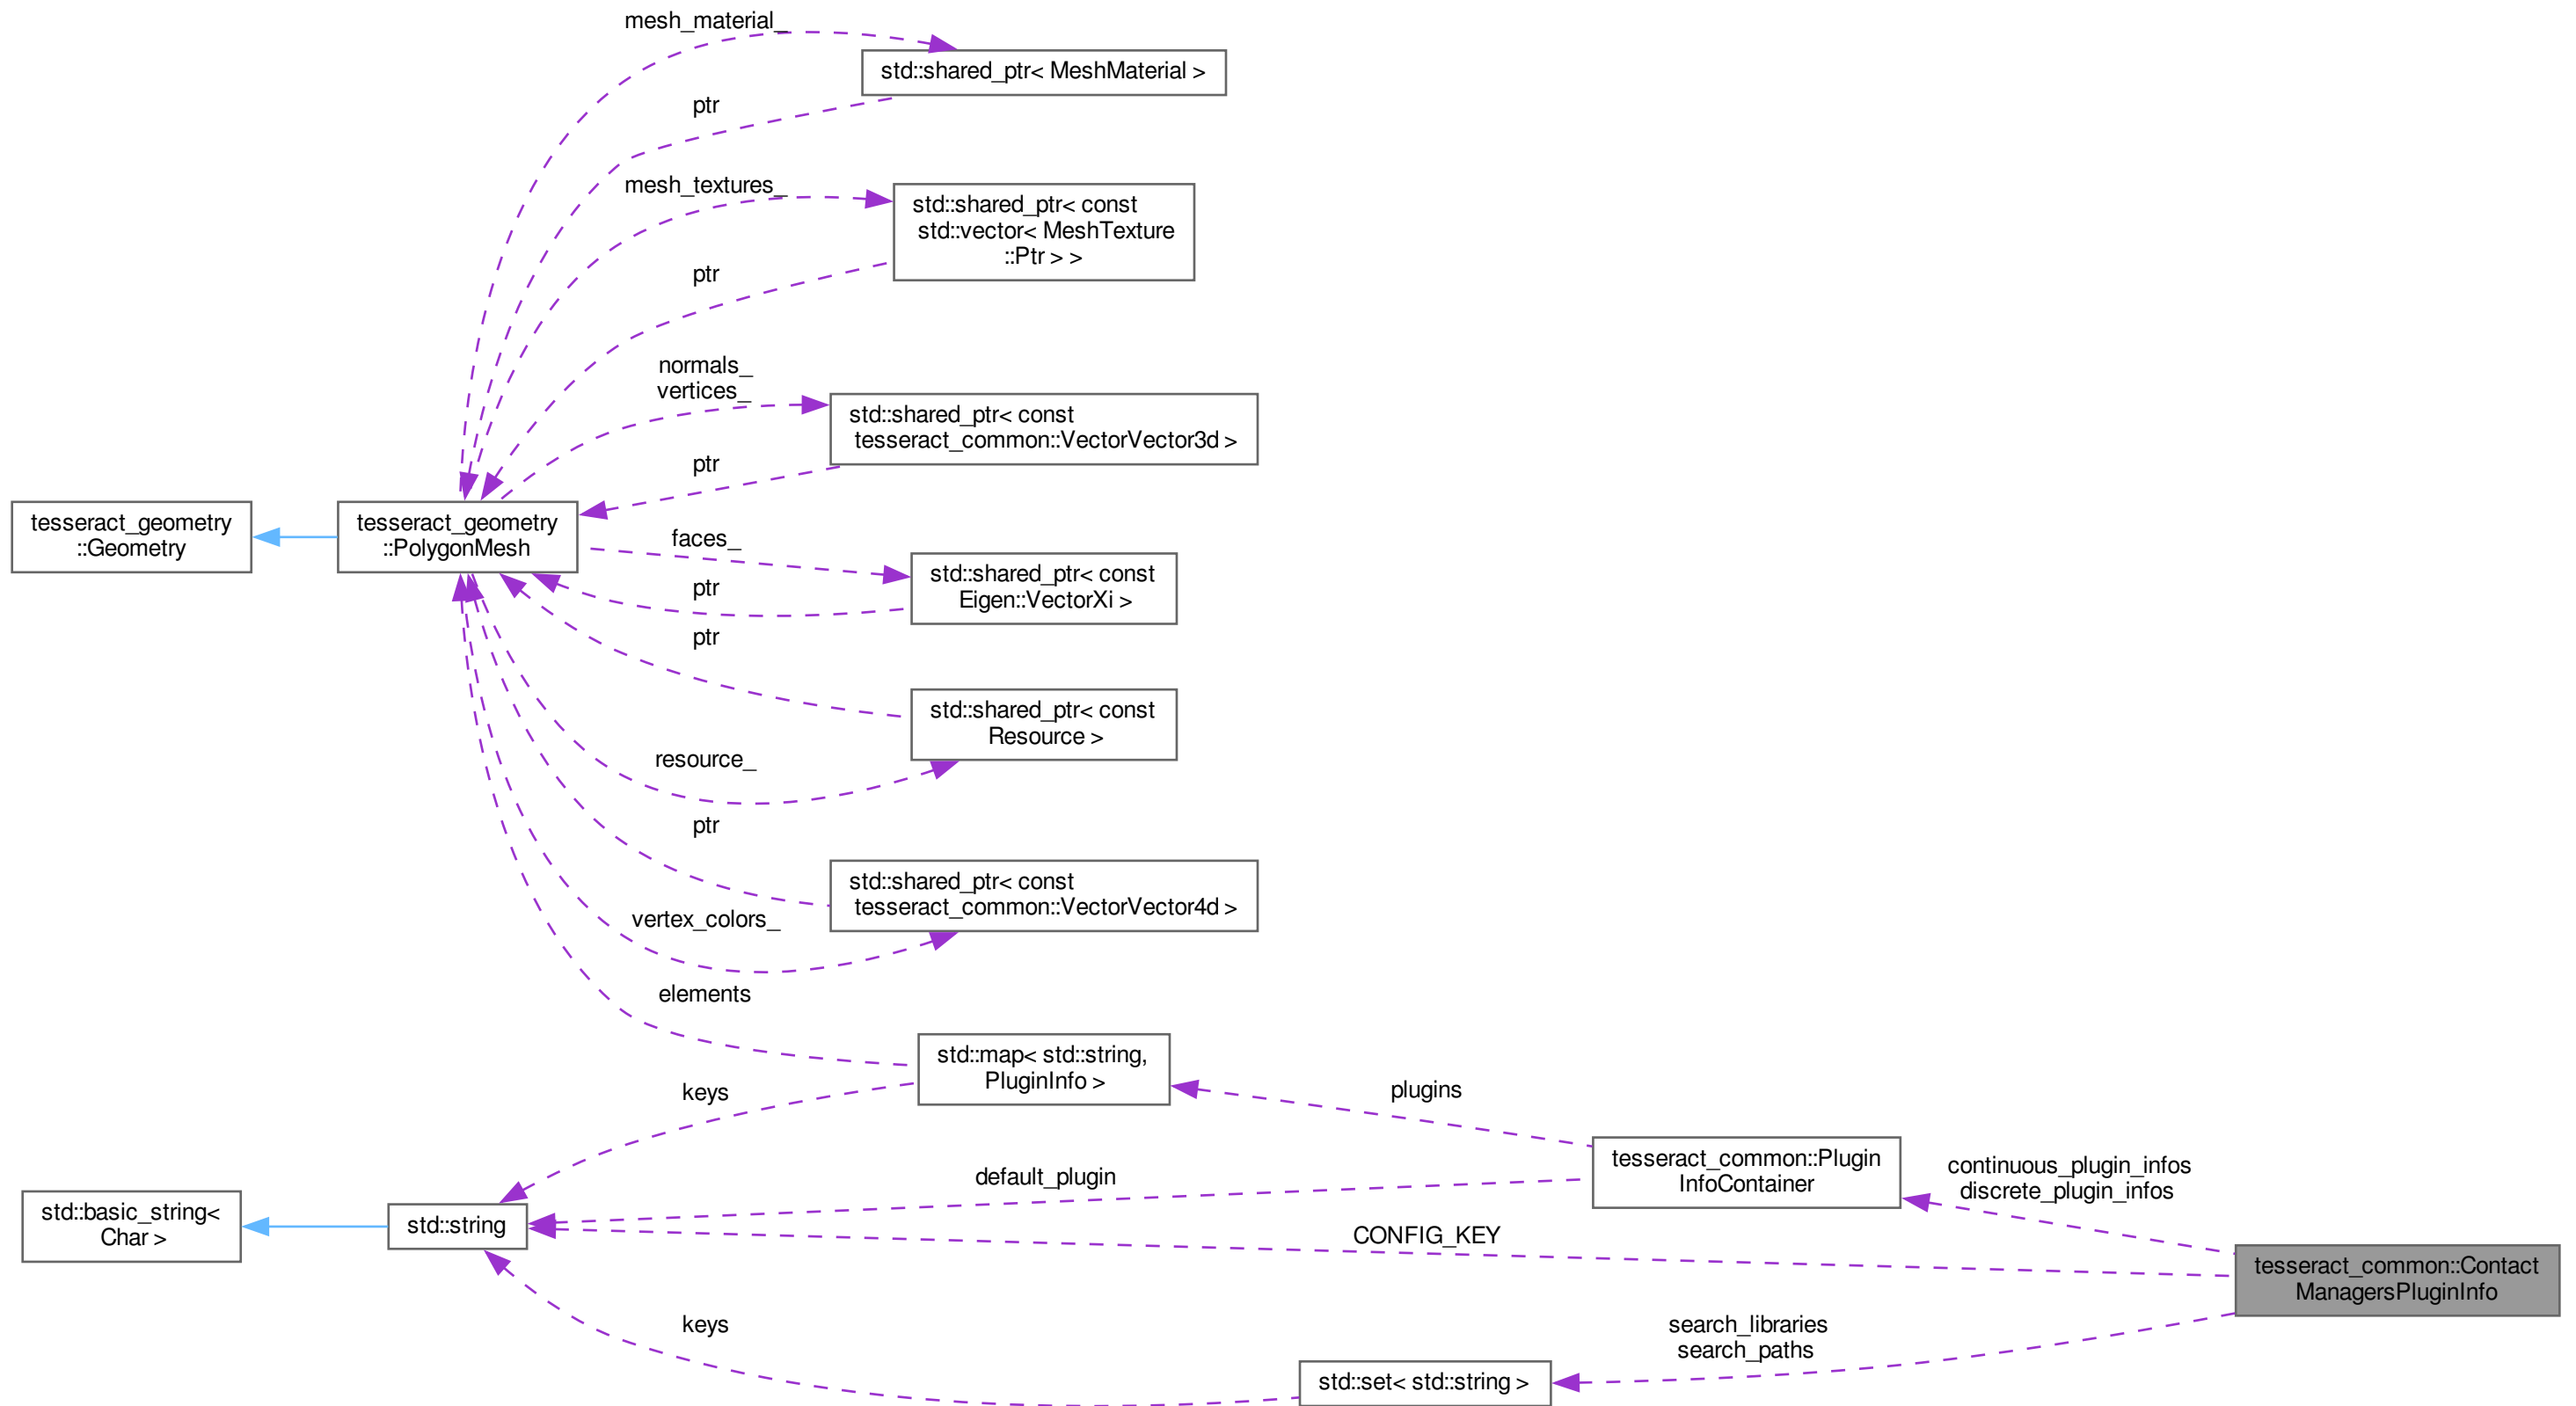 mesh_material_
std::shared_ptr< MeshMaterial >
ptr
mesh_textures_
std::shared_ptr< const
std::vector< MeshTexture
::Ptr > >
ptr
normals_
vertices_
std::shared_ptr< const
tesseract_common::VectorVector3d >
ptr
tesseract_geometry
::Geometry
tesseract_geometry
::PolygonMesh
faces_
std::shared_ptr< const
Eigen::VectorXi >
ptr
ptr
std::shared_ptr< const
Resource >
resource_
ptr
std::shared_ptr< const
tesseract_common::VectorVector4d >
vertex_colors_
elements
std::map< std::string,
PluginInfo >
keys
plugins
tesseract_common::Plugin
InfoContainer
default_plugin
continuous_plugin_infos
discrete_plugin_infos
std::basic_string<
Char >
std::string
CONFIG_KEY
tesseract_common::Contact
ManagersPluginInfo
keys
search_libraries
search_paths
std::set< std::string >